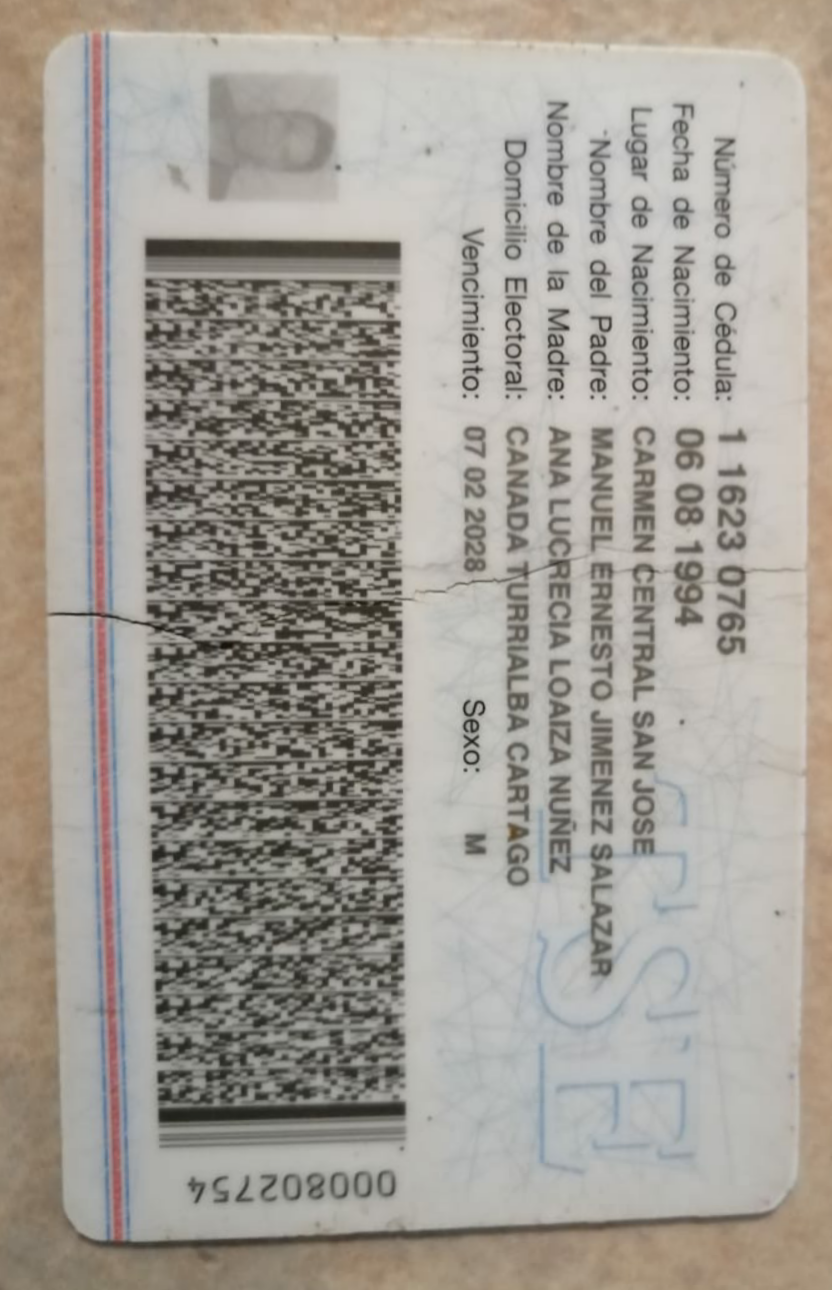 Número de Cédula: 1 1623 0765
Fecha de Nacimiento: 06 08 1994
Lugar de Nacimiento: CARMEN CENTRAL SAN JOSE
Nombre del Padre: MANUEL ERNESTO JIMENEZ SALAZAR
Nombre de la Madre: ANA LUCRECIA LOAIZA NUÑEZ
Domicilio Electoral: CANADA TURRIALBA CARTAGO
Vencimiento: 07 02 2028 Sexo: M
TSE
000802754